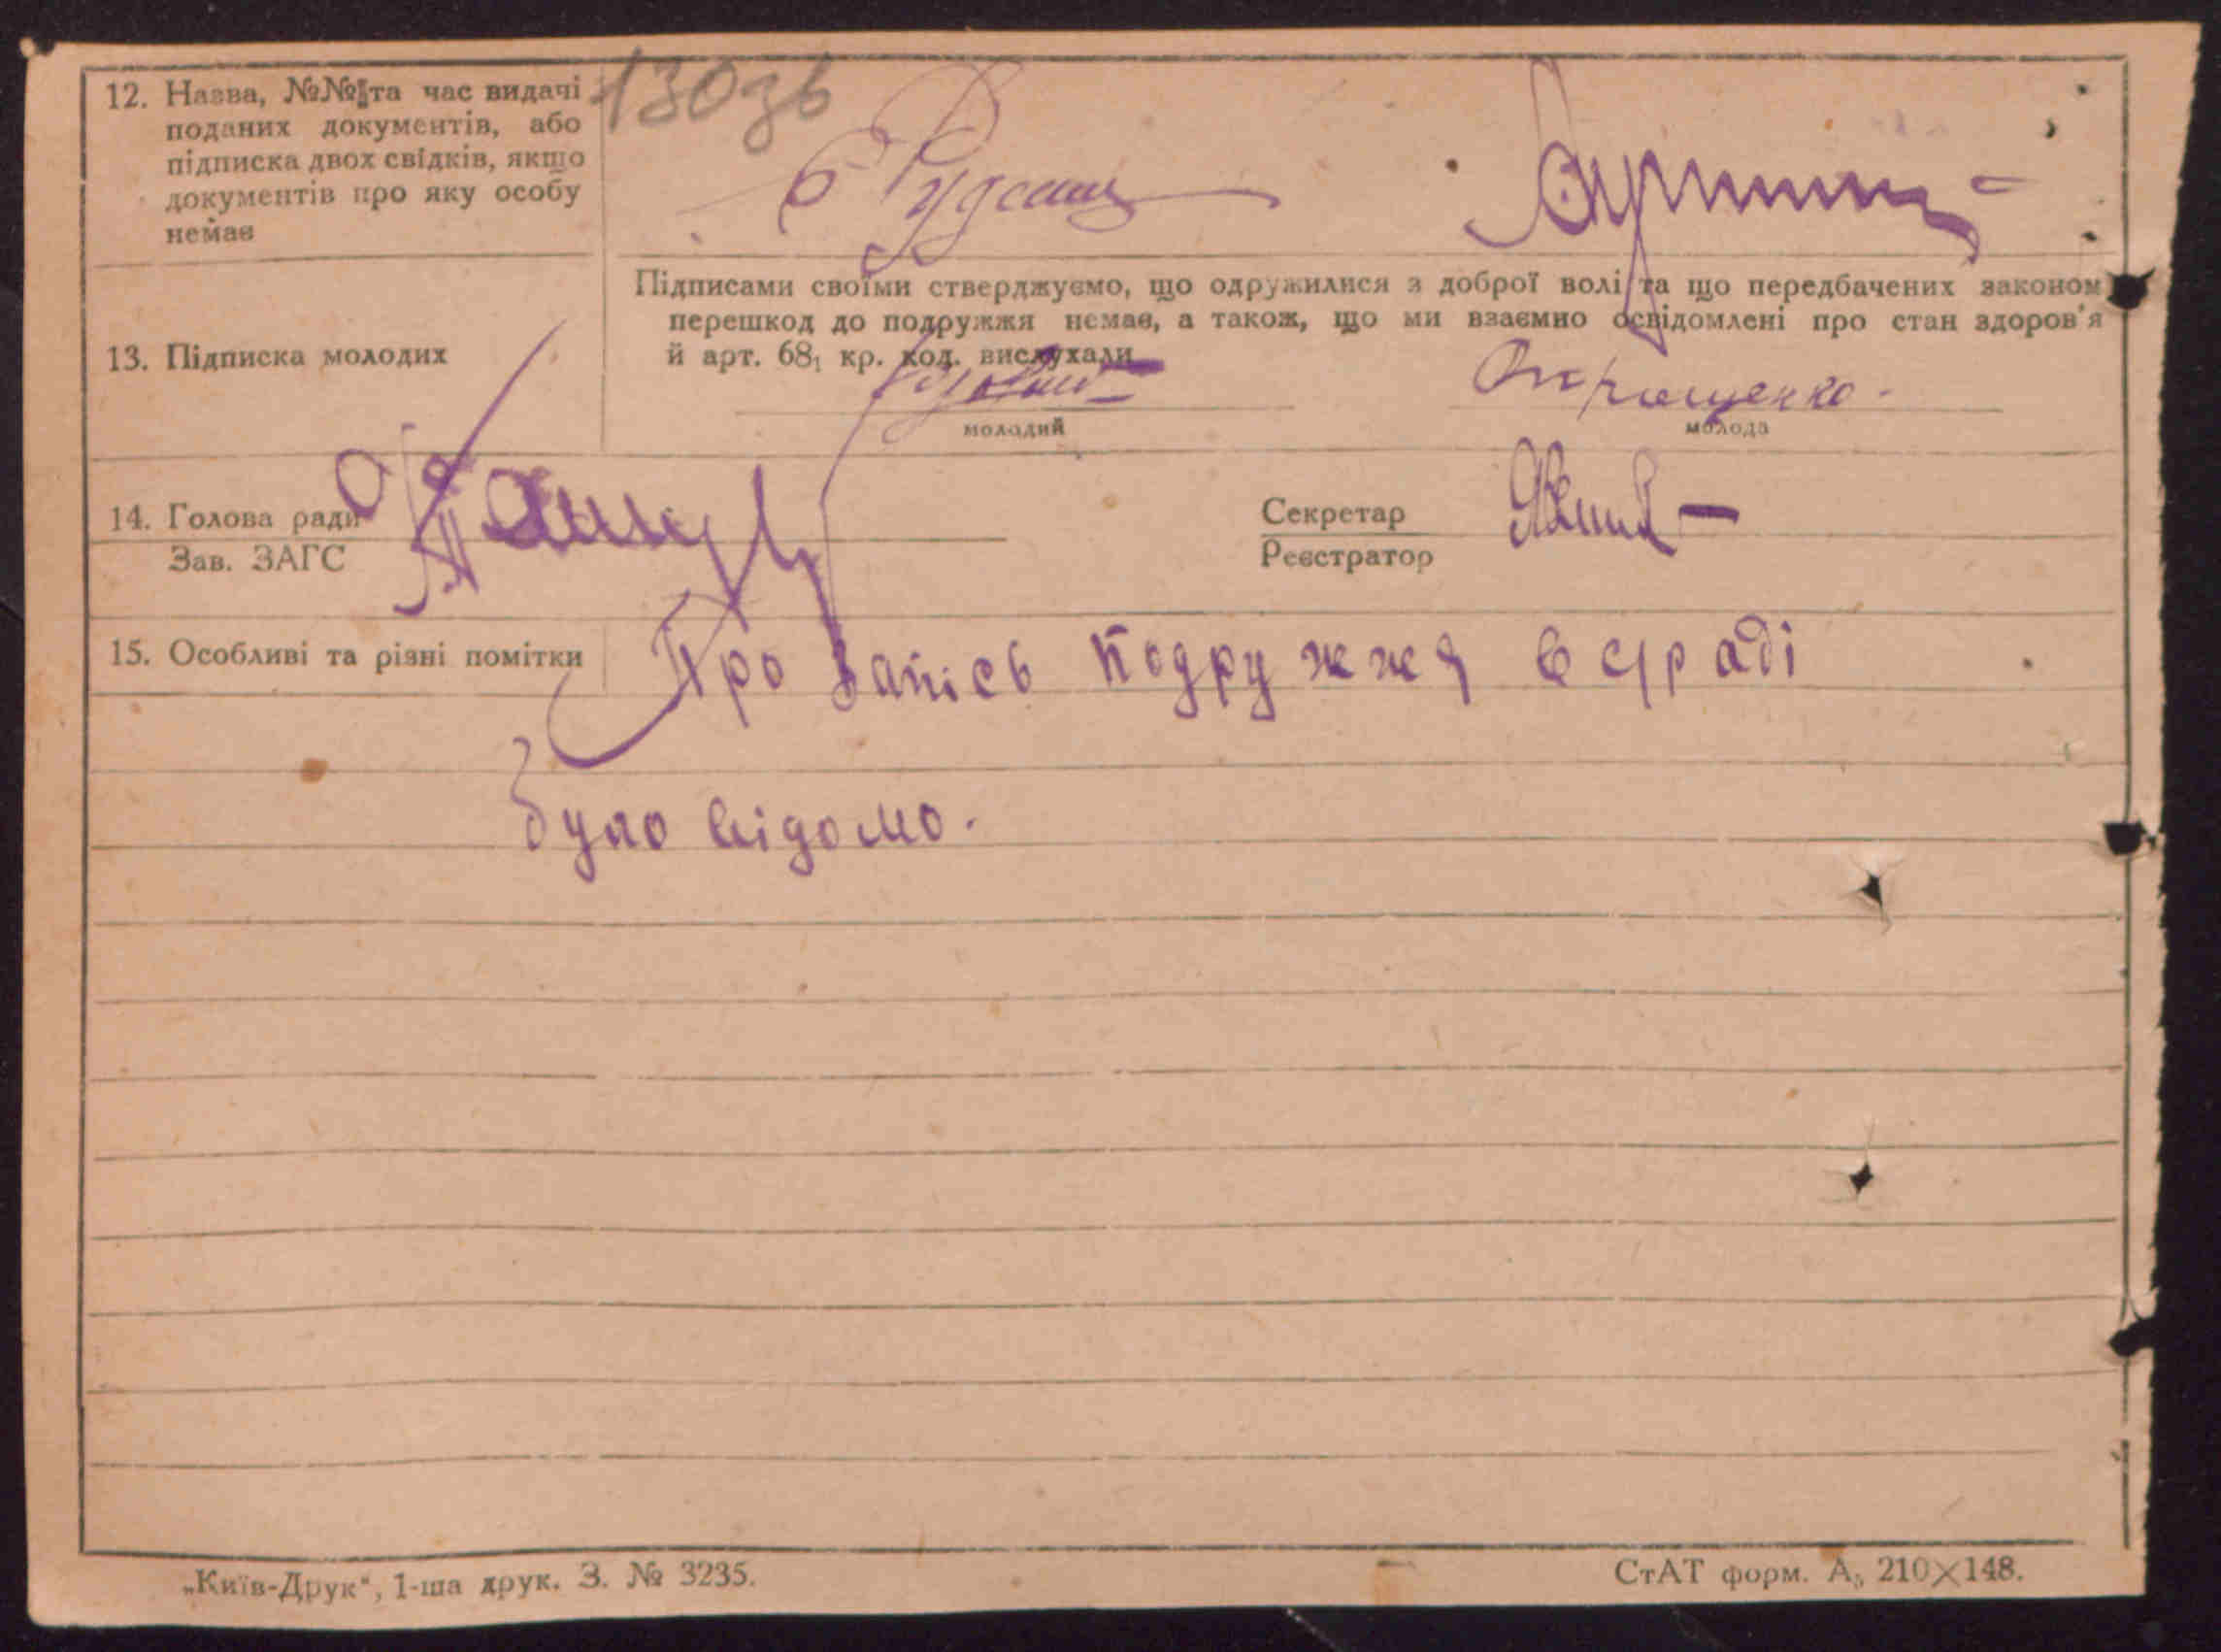 130зв
12. Назва, №№ та час видачі
поданих документів, або
підписка двох свідків, якщо
документів про яку особу
немає
13. Підписка молодих
Підписами своїми стверджуємо, що одружилися з доброї волі та що передбачених законом
перешкод до подружжя немає, а також, що ми взаємно освідомлені про стан здоров'я
й арт. 68₁ кр. код. вислухали
молодий
молода
14. Голова ради
Зав. ЗАГС
Секретар
Реєстратор
15. Особливі та різні помітки
Про запісь подружжя в с/раді
було відомо.
„Київ-Друк“, 1-ша друк. З. № 3235.
СтАТ форм. А₅ 210×148.